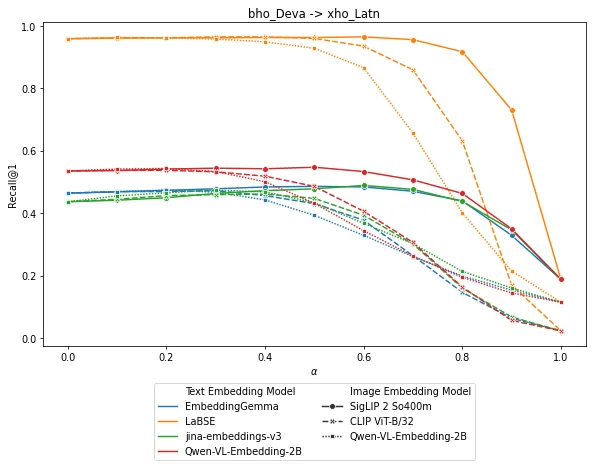 bho_Deva -> xho_Latn
Recall@1
1.0
0.8
0.6
0.4
0.2
0.0
0.0 0.2 0.4 0.6 0.8 1.0
α
Text Embedding Model Image Embedding Model
EmbeddingGemma SigLIP 2 So400m
LaBSE CLIP ViT-B/32
jina-embeddings-v3 Qwen-VL-Embedding-2B
Qwen-VL-Embedding-2B